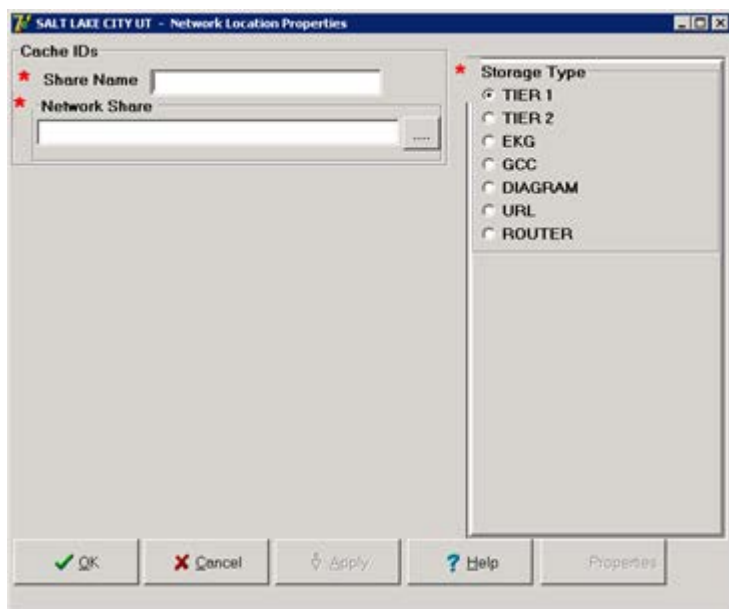 SALT LAKE CITY UT - Network Location Properties
Cache IDs
* Share Name
* Network Share
....
* Storage Type
TIER 1
TIER 2
EKG
GCC
DIAGRAM
URL
ROUTER
OK
Cancel
Apply
? Help
Properties